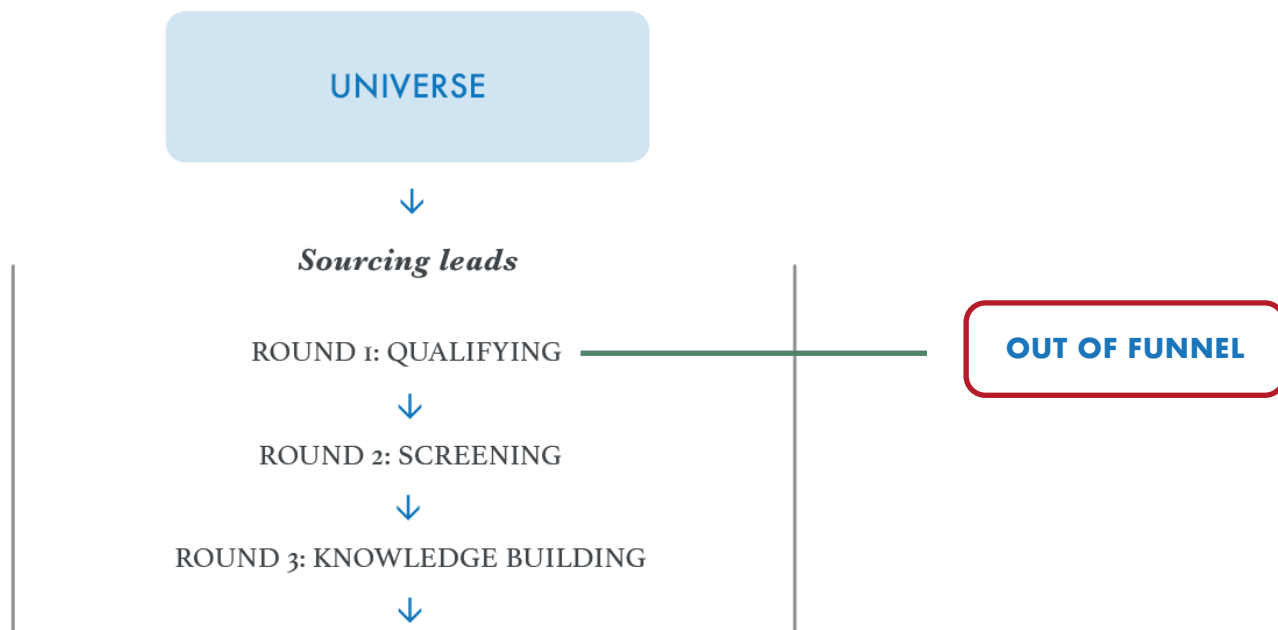 UNIVERSE
Sourcing leads
ROUND 1: QUALIFYING
OUT OF FUNNEL
ROUND 2: SCREENING
ROUND 3: KNOWLEDGE BUILDING